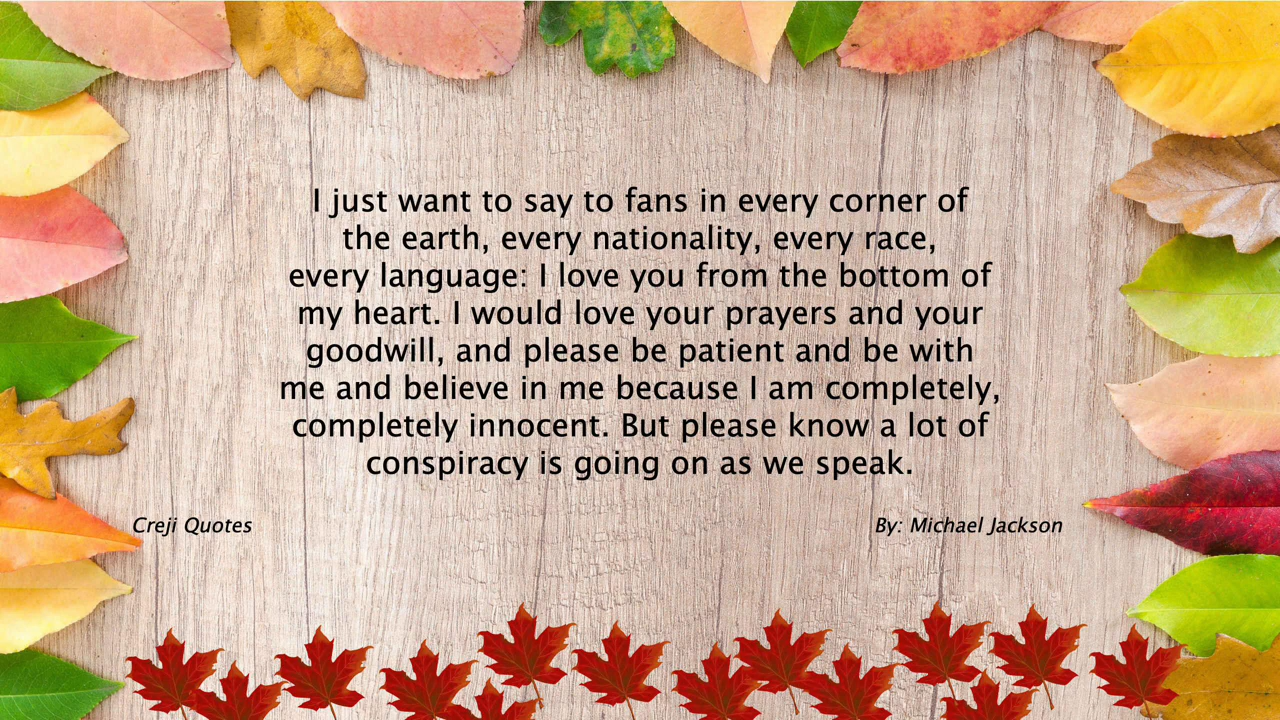 I just want to say to fans in every corner of
the earth, every nationality, every race,
every language: I love you from the bottom of
my heart. I would love your prayers and your
goodwill, and please be patient and be with
me and believe in me because I am completely,
completely innocent. But please know a lot of
conspiracy is going on as we speak.
Creji Quotes
By: Michael Jackson